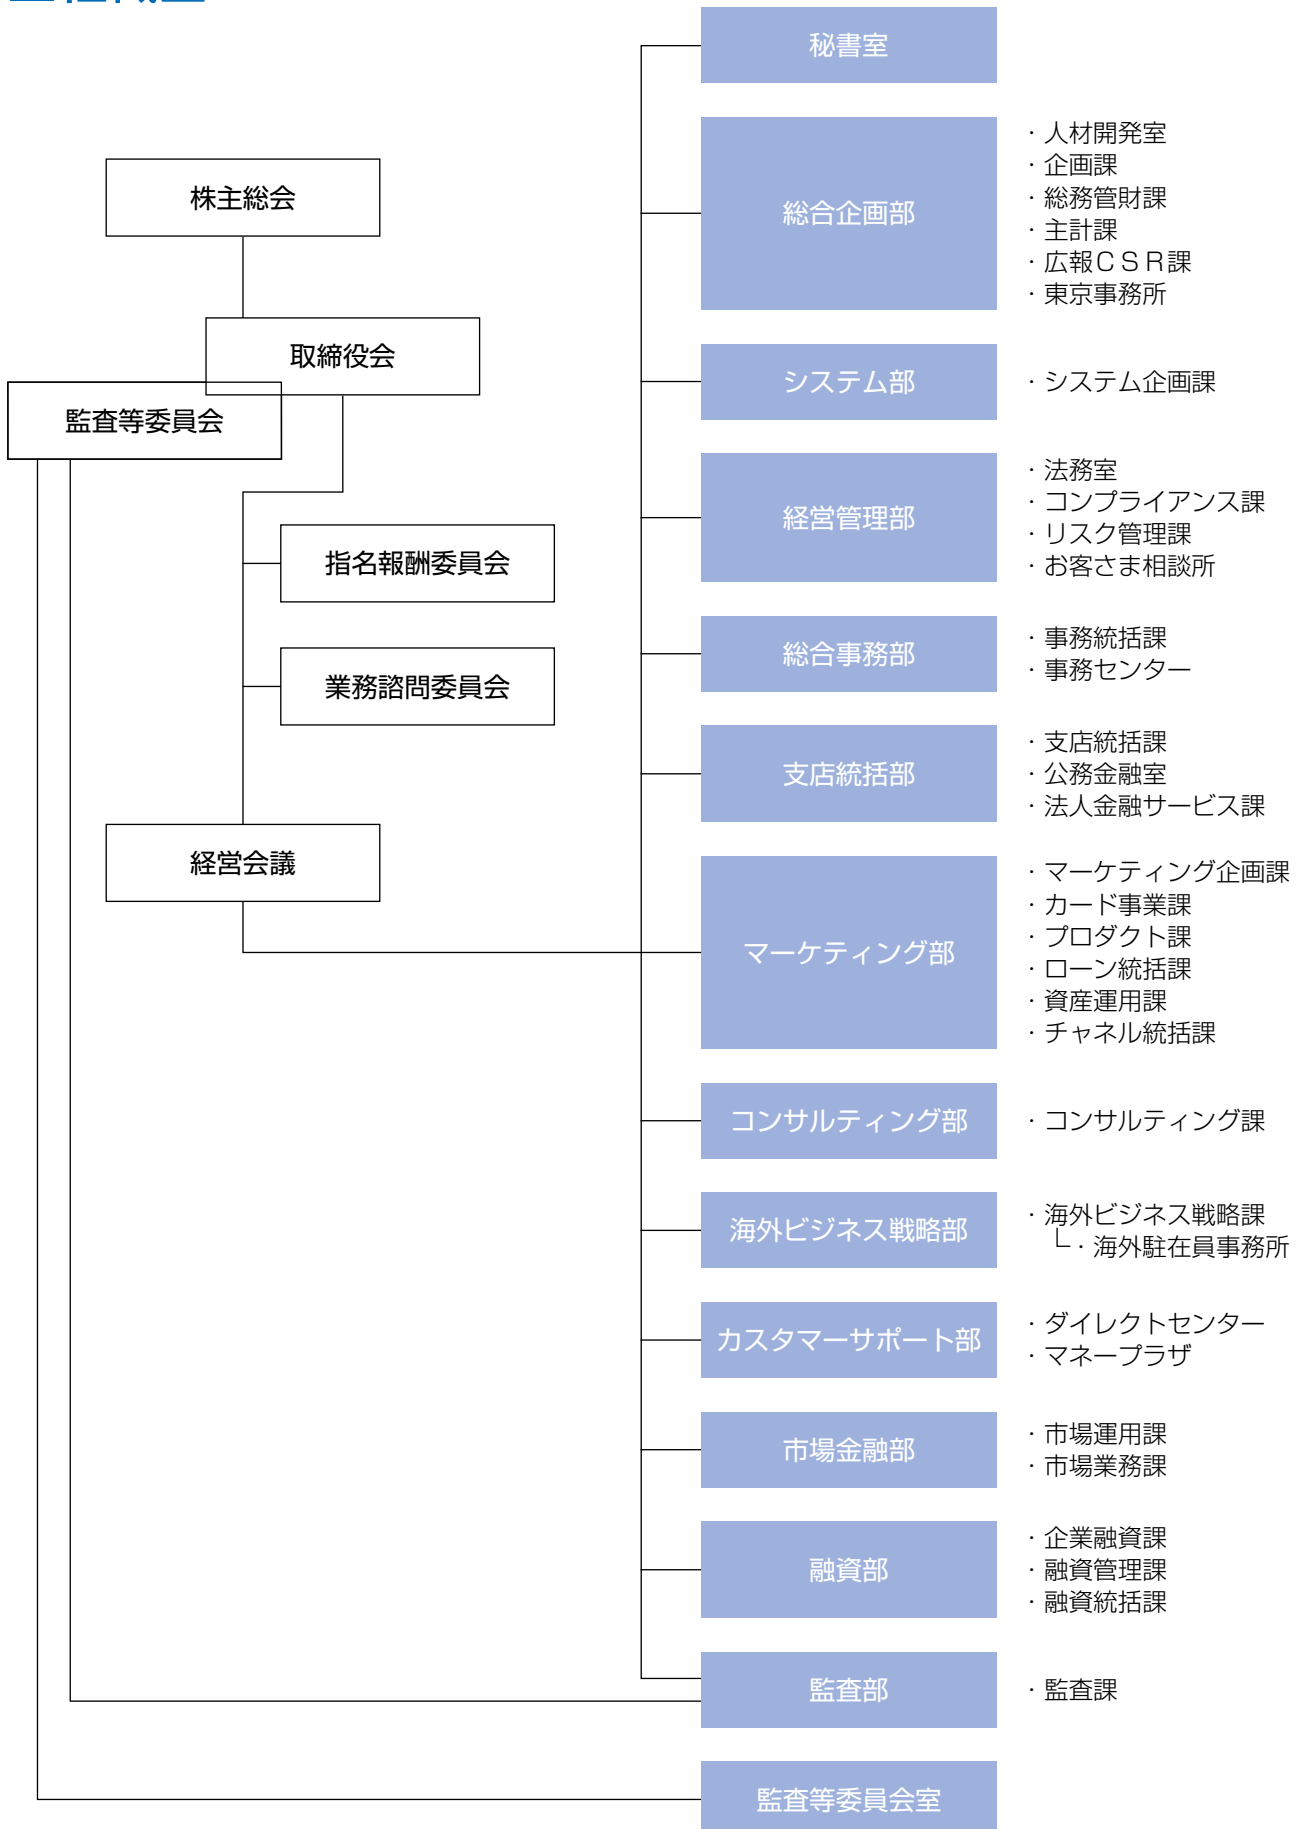 株主総会
取締役会
監査等委員会
指名報酬委員会
業務諮問委員会
経営会議
秘書室
総合企画部
・人材開発室
・企画課
・総務管財課
・主計課
・広報ＣＳＲ課
・東京事務所
システム部
・システム企画課
経営管理部
・法務室
・コンプライアンス課
・リスク管理課
・お客さま相談所
総合事務部
・事務統括課
・事務センター
支店統括部
・支店統括課
・公務金融室
・法人金融サービス課
マーケティング部
・マーケティング企画課
・カード事業課
・プロダクト課
・ローン統括課
・資産運用課
・チャネル統括課
コンサルティング部
・コンサルティング課
海外ビジネス戦略部
・海外ビジネス戦略課
└・海外駐在員事務所
カスタマーサポート部
・ダイレクトセンター
・マネープラザ
市場金融部
・市場運用課
・市場業務課
融資部
・企業融資課
・融資管理課
・融資統括課
監査部
・監査課
監査等委員会室